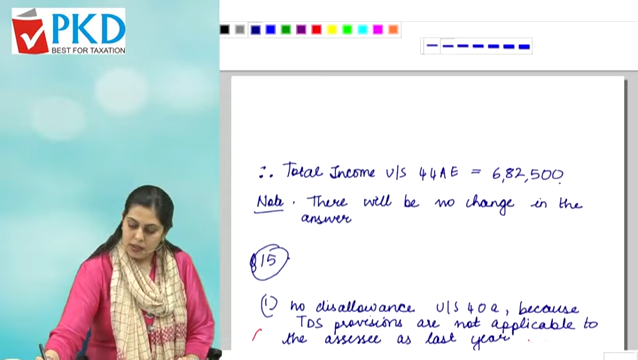 PKD
BEST FOR TAXATION
∴ Total Income U/S 44AE = 6,82,500
Note. There will be no change in the
answer
15
(1) no disallowance U/S 40a, because
TDS provisions are not applicable to
the assessee as last year